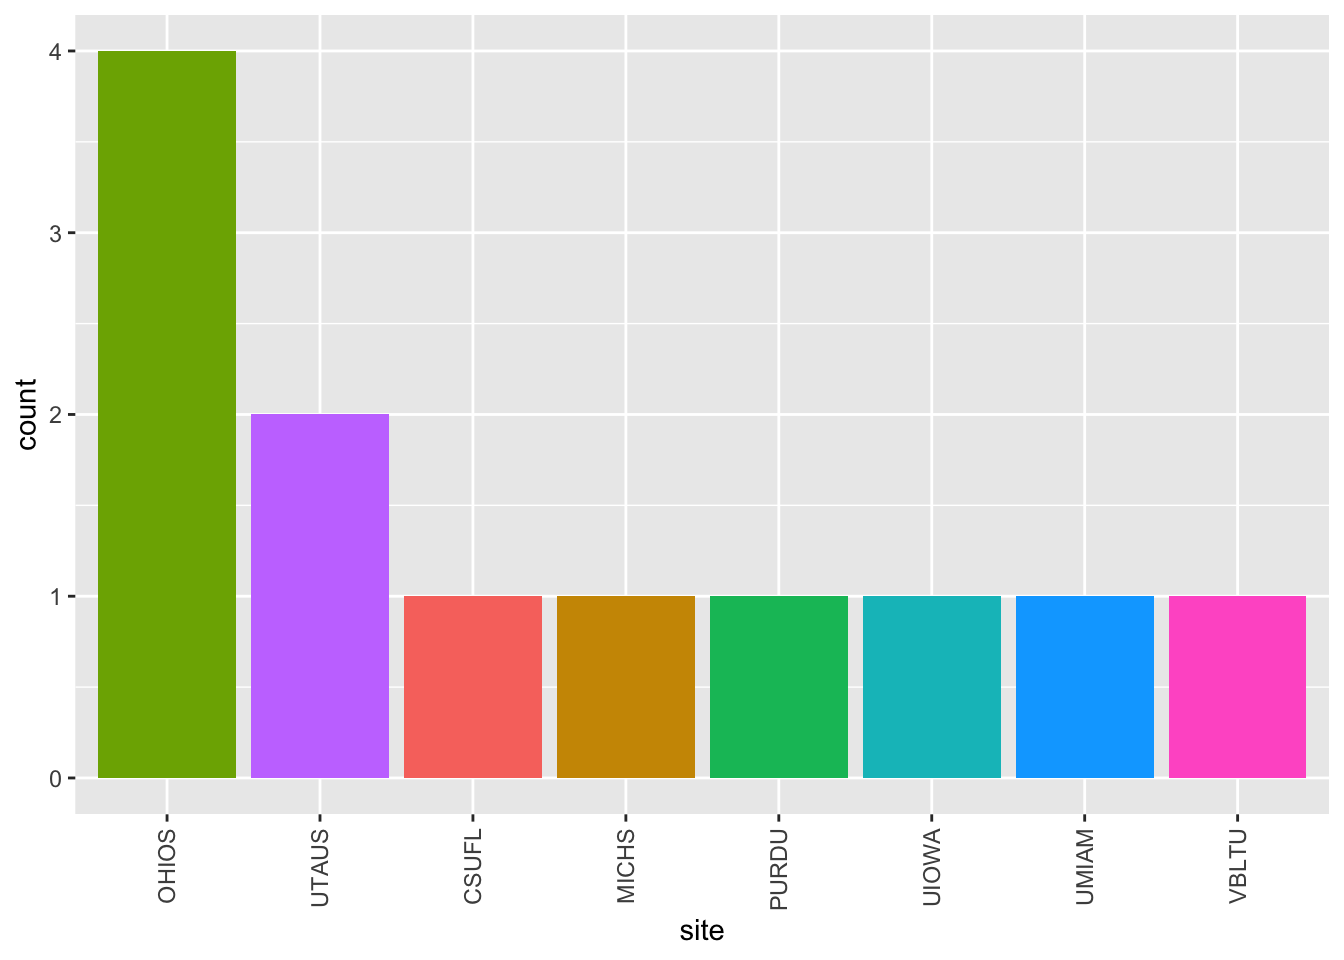 count
4
3
2
1
0
OHIOS
UTAUS
CSUFL
MICHS
PURDU
UIOWA
UMIAM
VBLTU
site